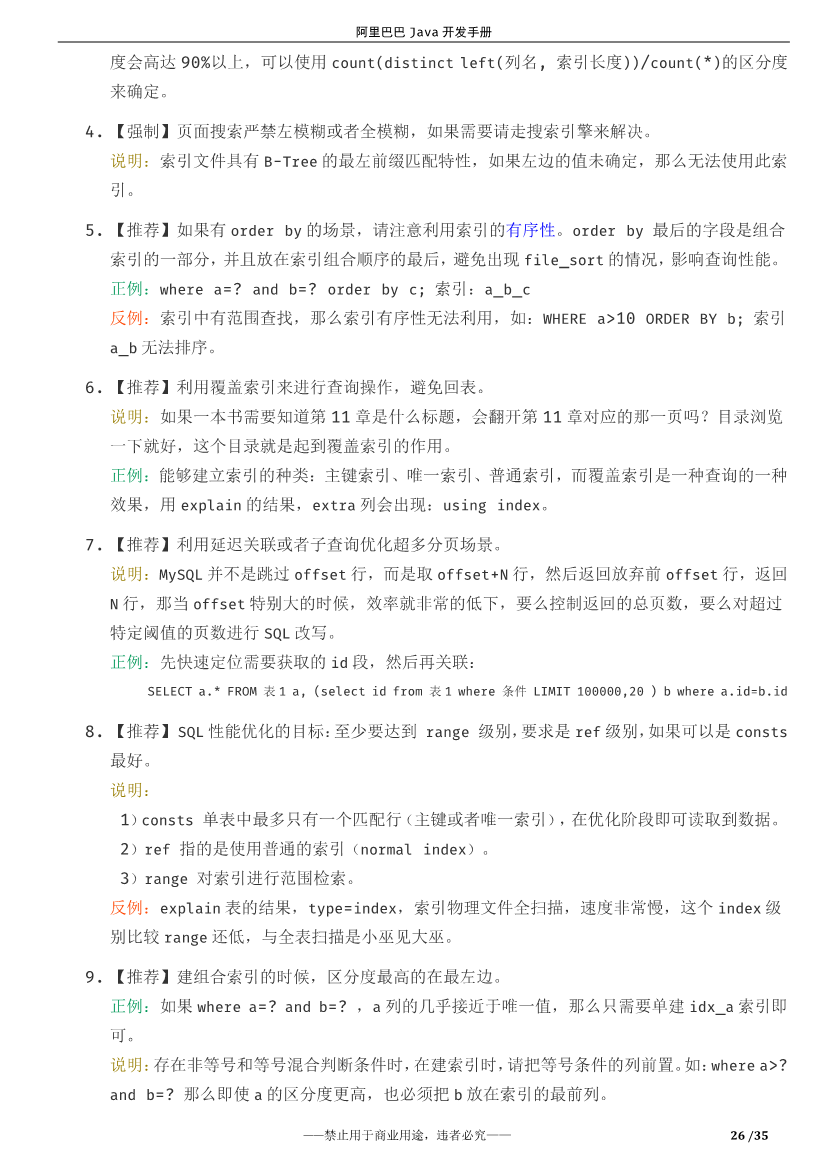 阿里巴巴 Java 开发手册
度会高达 90%以上，可以使用 count(distinct left(列名, 索引长度))/count(*)的区分度
来确定。
4. 【强制】页面搜索严禁左模糊或者全模糊，如果需要请走搜索引擎来解决。
说明：索引文件具有 B-Tree 的最左前缀匹配特性，如果左边的值未确定，那么无法使用此索
引。
5. 【推荐】如果有 order by 的场景，请注意利用索引的有序性。order by 最后的字段是组合
索引的一部分，并且放在索引组合顺序的最后，避免出现 file_sort 的情况，影响查询性能。
正例：where a=? and b=? order by c; 索引：a_b_c
反例：索引中有范围查找，那么索引有序性无法利用，如：WHERE a>10 ORDER BY b; 索引
a_b 无法排序。
6. 【推荐】利用覆盖索引来进行查询操作，避免回表。
说明：如果一本书需要知道第 11 章是什么标题，会翻开第 11 章对应的那一页吗？目录浏览
一下就好，这个目录就是起到覆盖索引的作用。
正例：能够建立索引的种类：主键索引、唯一索引、普通索引，而覆盖索引是一种查询的一种
效果，用 explain 的结果，extra 列会出现：using index。
7. 【推荐】利用延迟关联或者子查询优化超多分页场景。
说明：MySQL 并不是跳过 offset 行，而是取 offset+N 行，然后返回放弃前 offset 行，返回
N 行，那当 offset 特别大的时候，效率就非常的低下，要么控制返回的总页数，要么对超过
特定阈值的页数进行 SQL 改写。
正例：先快速定位需要获取的 id 段，然后再关联：
SELECT a.* FROM 表 1 a, (select id from 表 1 where 条件 LIMIT 100000,20 ) b where a.id=b.id
8. 【推荐】SQL 性能优化的目标：至少要达到 range 级别，要求是 ref 级别，如果可以是 consts
最好。
说明：
1）consts 单表中最多只有一个匹配行（主键或者唯一索引），在优化阶段即可读取到数据。
2）ref 指的是使用普通的索引（normal index）。
3）range 对索引进行范围检索。
反例：explain 表的结果，type=index，索引物理文件全扫描，速度非常慢，这个 index 级
别比较 range 还低，与全表扫描是小巫见大巫。
9. 【推荐】建组合索引的时候，区分度最高的在最左边。
正例：如果 where a=? and b=? ，a 列的几乎接近于唯一值，那么只需要单建 idx_a 索引即
可。
说明：存在非等号和等号混合判断条件时，在建索引时，请把等号条件的列前置。如：where a>?
and b=? 那么即使 a 的区分度更高，也必须把 b 放在索引的最前列。
——禁止用于商业用途，违者必究——
26 /35